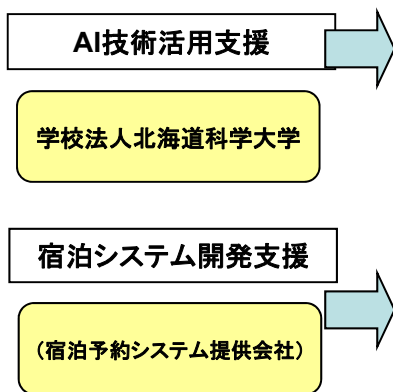 AI技術活用支援
学校法人北海道科学大学
宿泊システム開発支援
（宿泊予約システム提供会社）